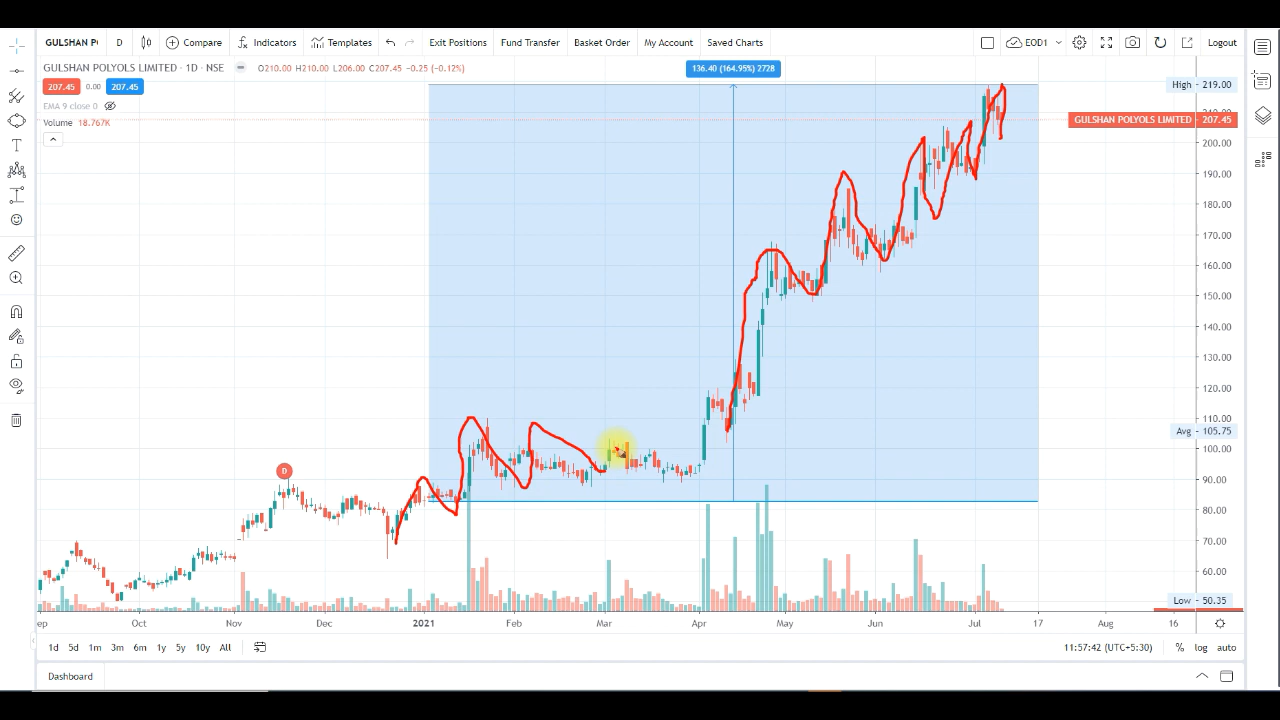 GULSHAN P D Compare Indicators Templates Exit Positions Fund Transfer Basket Order My Account Saved Charts EOD1 Logout
GULSHAN POLYOLS LIMITED · 1D · NSE O210.00 H210.00 L206.00 C207.45 -0.25 (-0.12%)
136.40 (164.95%) 2728
207.45 0.00 207.45
EMA 9 close 0
Volume 18.767K
High 219.00
210.00
GULSHAN POLYOLS LIMITED 207.45
200.00
190.00
180.00
170.00
160.00
150.00
140.00
130.00
120.00
110.00
Avg 105.75
100.00
90.00
80.00
70.00
60.00
Low 50.35
D
ep Oct Nov Dec 2021 Feb Mar Apr May Jun Jul 17 Aug 16
1d 5d 1m 3m 6m 1y 5y 10y All 11:57:42 (UTC+5:30) % log auto
Dashboard